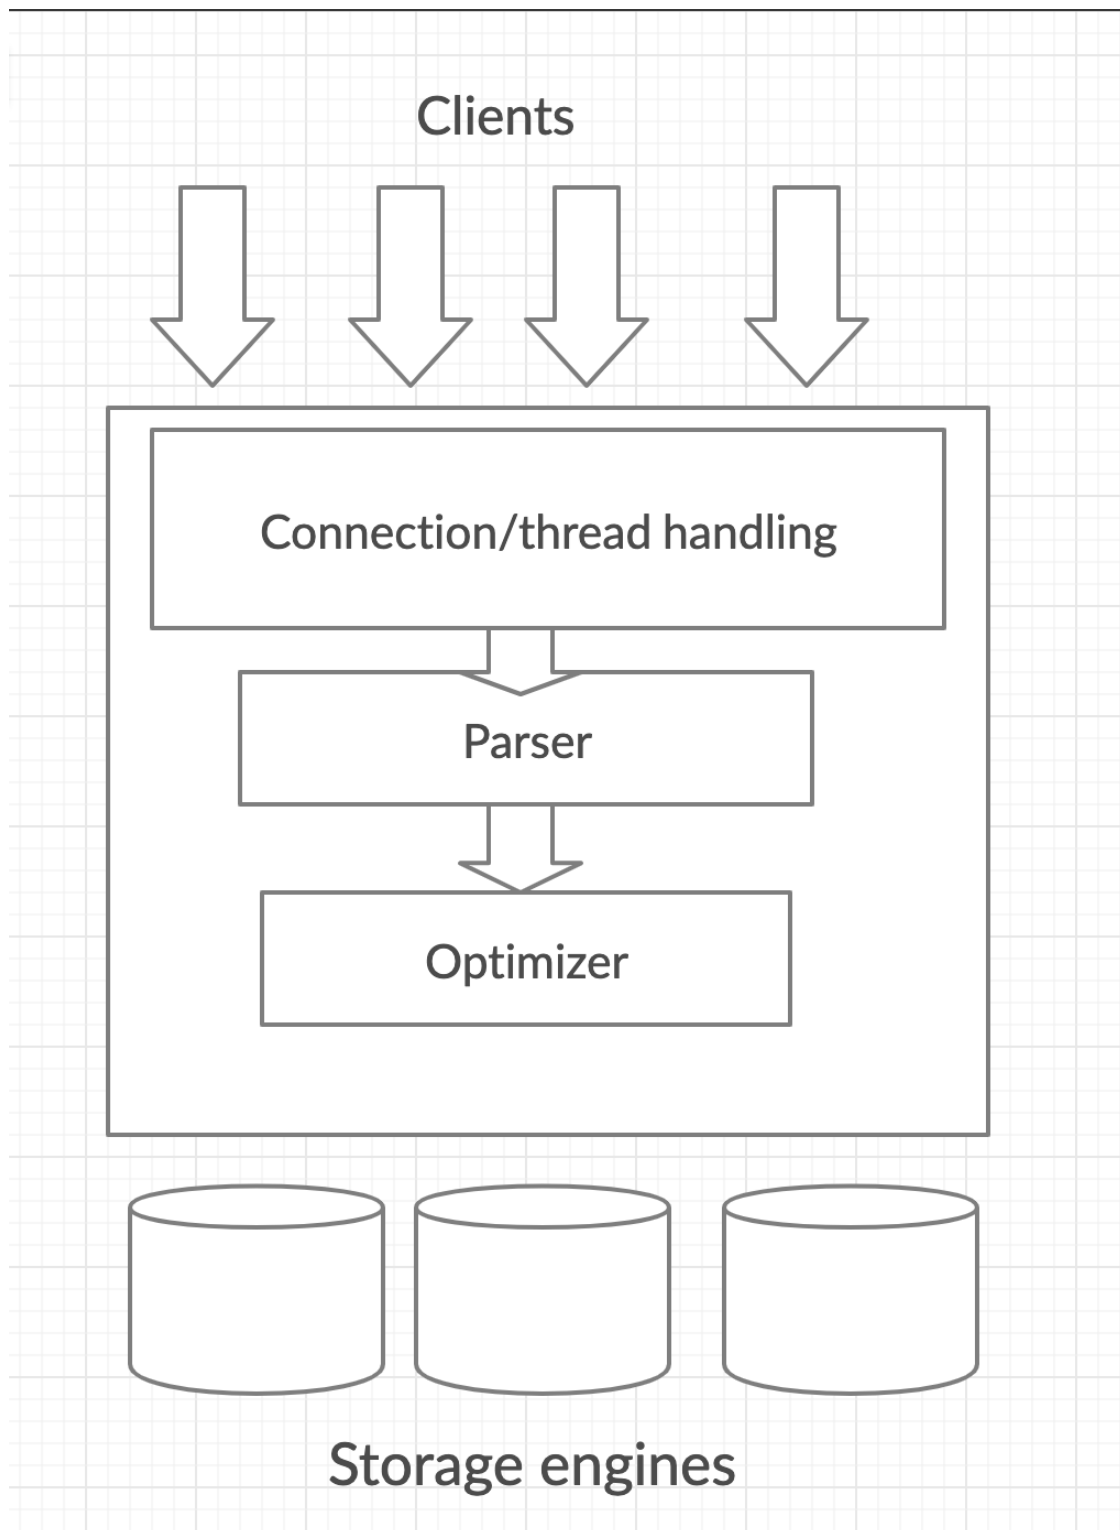 Clients
Connection/thread handling
Parser
Optimizer
Storage engines